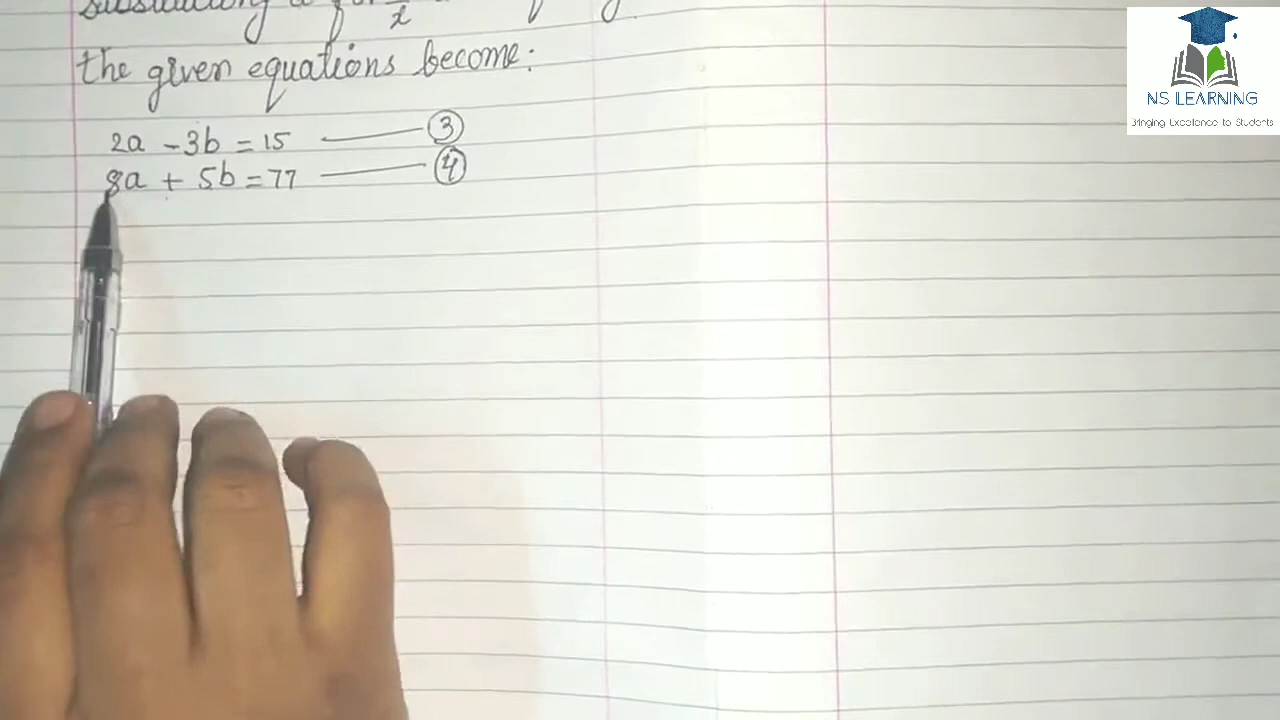 the given equations become:
2a - 3b = 15 ——— ③
8a + 5b = 77 ——— ④
NS LEARNING
Bringing Excellence to Students